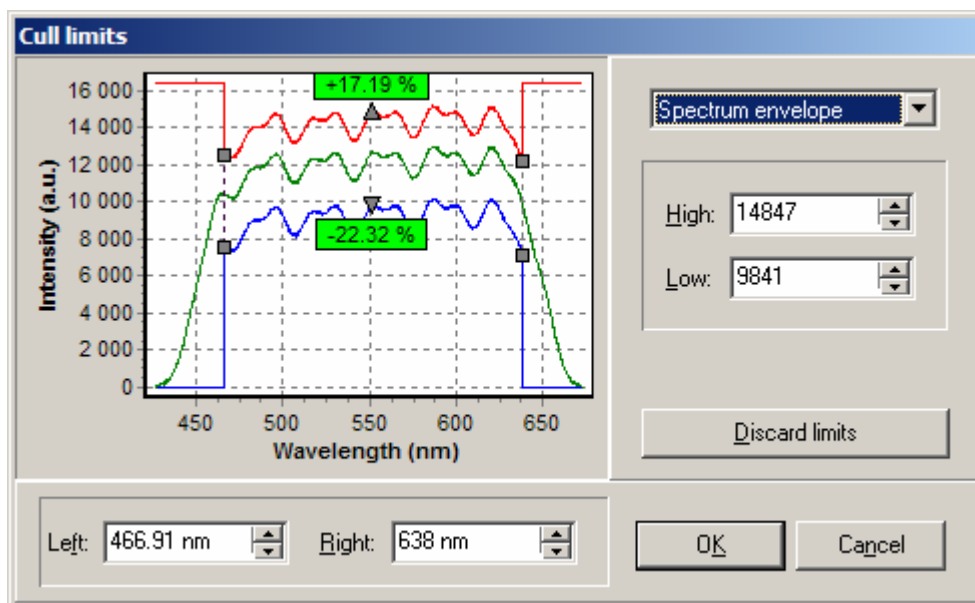 Cull limits
16 000
14 000
12 000
10 000
8 000
6 000
4 000
2 000
0
Intensity (a.u.)
+17.19 %
-22.32 %
450 500 550 600 650
Wavelength (nm)
Spectrum envelope
High: 14847
Low: 9841
Discard limits
Left: 466.91 nm Right: 638 nm
OK Cancel